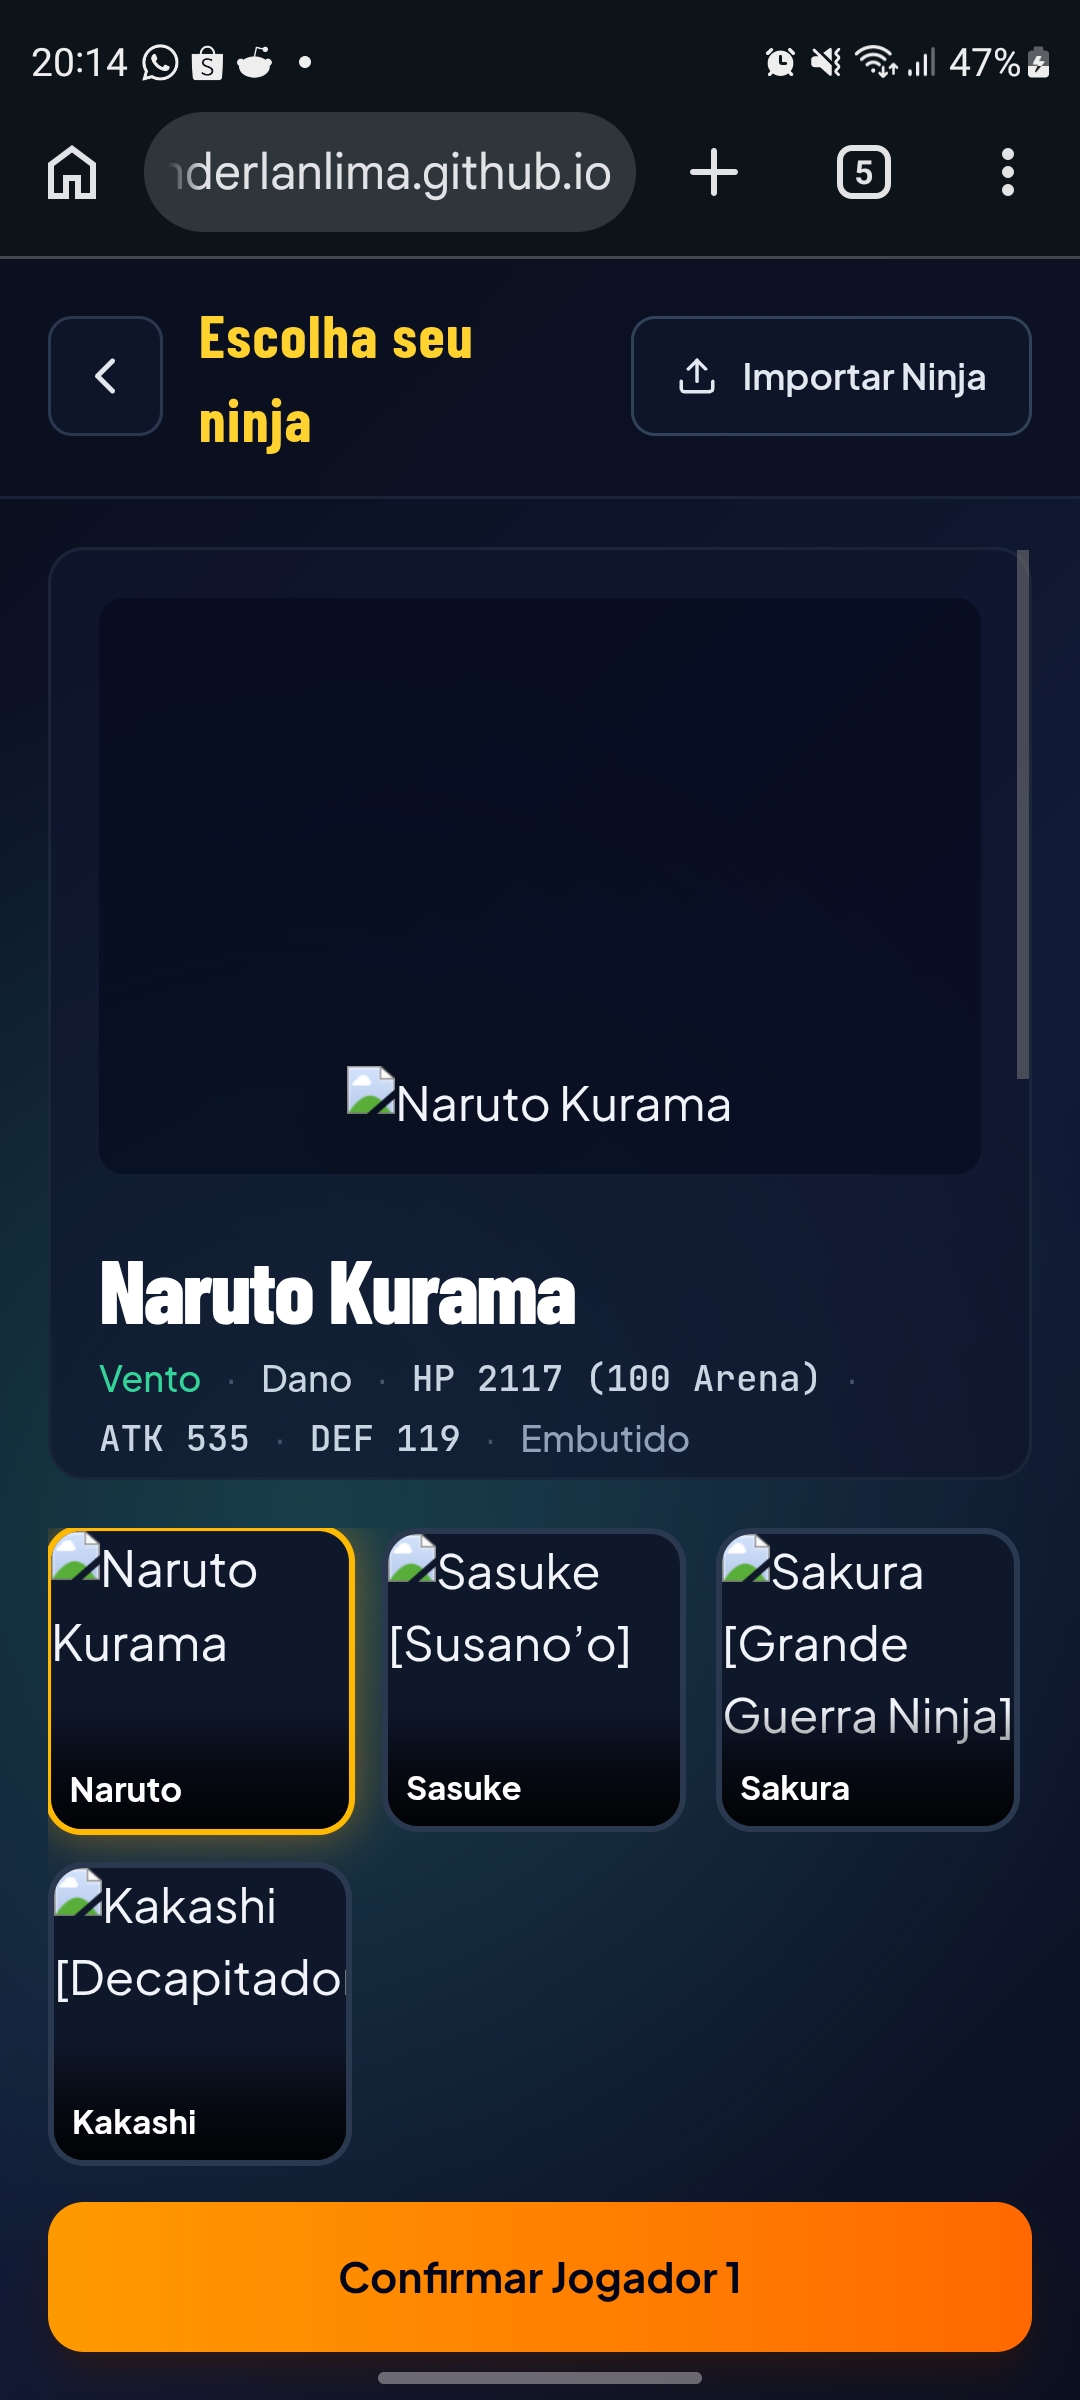 20:14
47%
nderlanlima.github.io
5
Escolha seu
ninja
Importar Ninja
Naruto Kurama
Naruto Kurama
Vento · Dano · HP 2117 (100 Arena) ·
ATK 535 · DEF 119 · Embutido
Naruto
Kurama
Naruto
Sasuke
[Susano’o]
Sasuke
Sakura
[Grande
Guerra Ninja]
Sakura
Kakashi
[Decapitador
Kakashi
Confirmar Jogador 1